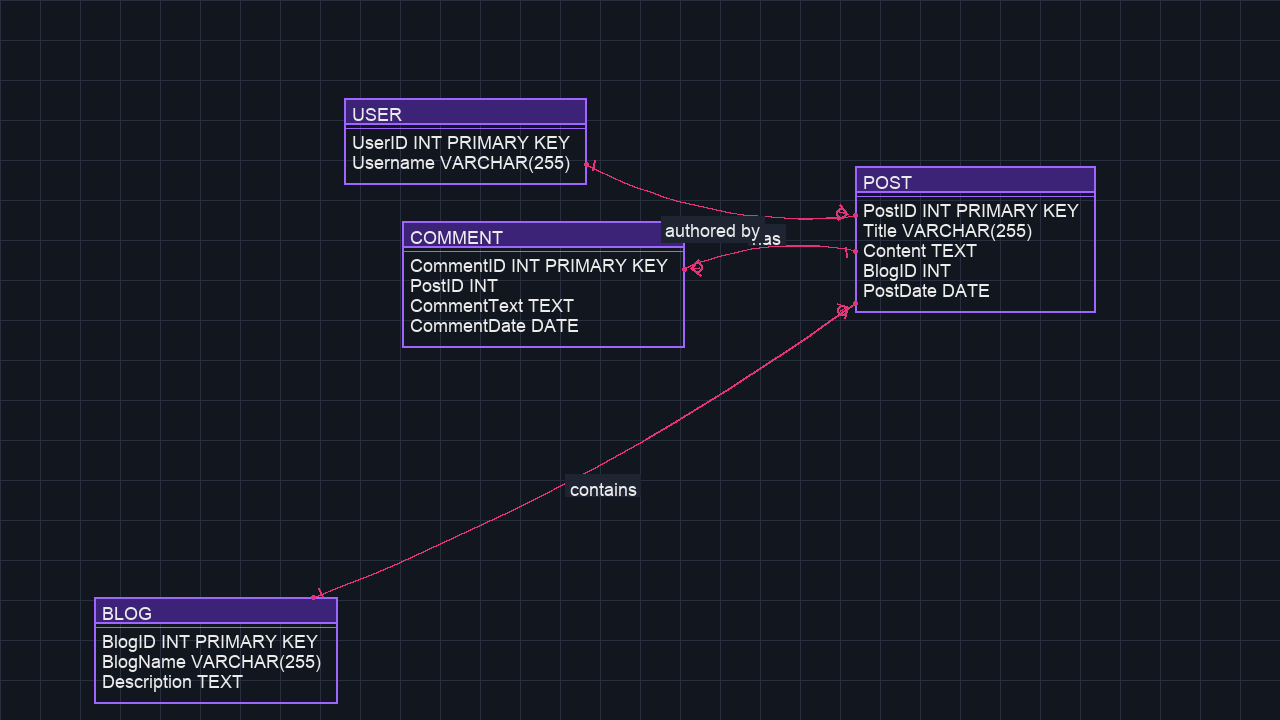 USER
UserID INT PRIMARY KEY
Username VARCHAR(255)
POST
PostID INT PRIMARY KEY
Title VARCHAR(255)
Content TEXT
BlogID INT
PostDate DATE
COMMENT
CommentID INT PRIMARY KEY
PostID INT
CommentText TEXT
CommentDate DATE
authored by
contains
BLOG
BlogID INT PRIMARY KEY
BlogName VARCHAR(255)
Description TEXT